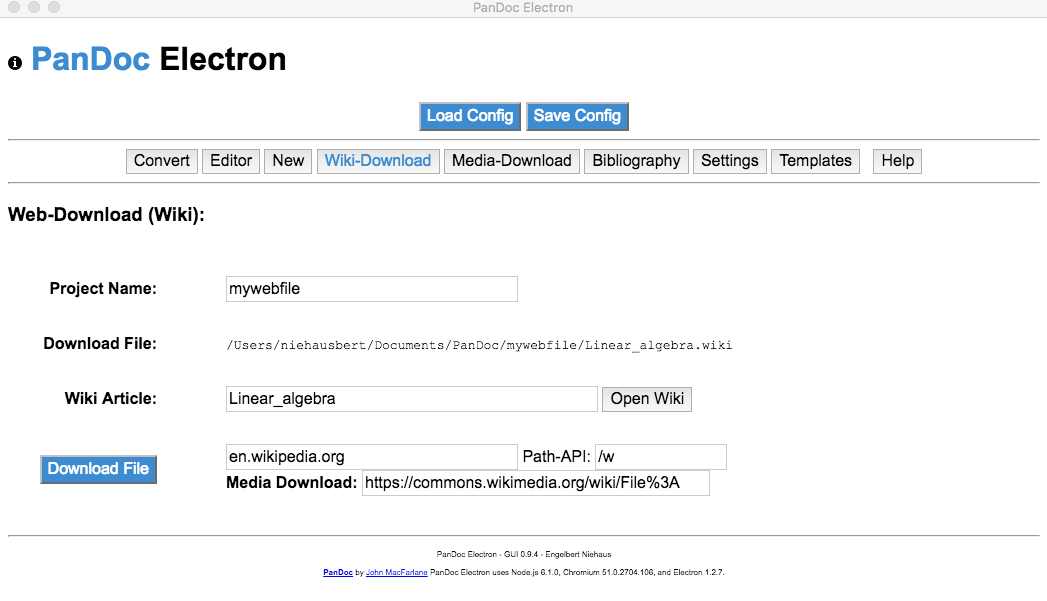 PanDoc Electron
PanDoc Electron
Load Config Save Config
Convert Editor New Wiki-Download Media-Download Bibliography Settings Templates Help
Web-Download (Wiki):
Project Name: mywebfile
Download File: /Users/niehausbert/Documents/PanDoc/mywebfile/Linear_algebra.wiki
Wiki Article: Linear_algebra Open Wiki
Download File en.wikipedia.org Path-API: /w
Media Download: https://commons.wikimedia.org/wiki/File%3A
PanDoc Electron - GUI 0.9.4 - Engelbert Niehaus
PanDoc by John MacFarlane PanDoc Electron uses Node.js 6.1.0, Chromium 51.0.2704.106, and Electron 1.2.7.